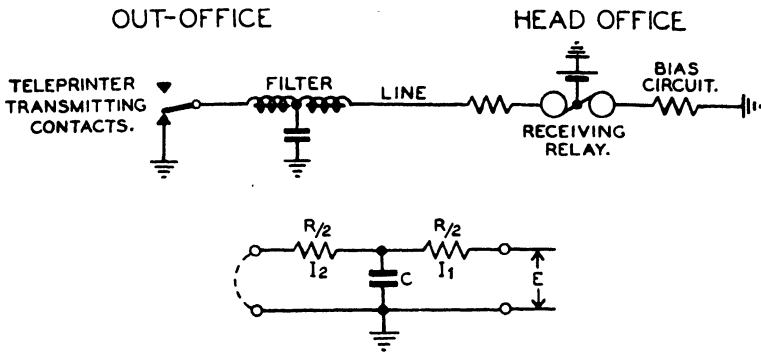 OUT-OFFICE
HEAD OFFICE
TELEPRINTER
TRANSMITTING
CONTACTS.
FILTER
LINE
BIAS
CIRCUIT.
RECEIVING
RELAY.
R/2
R/2
I2
C
I1
E